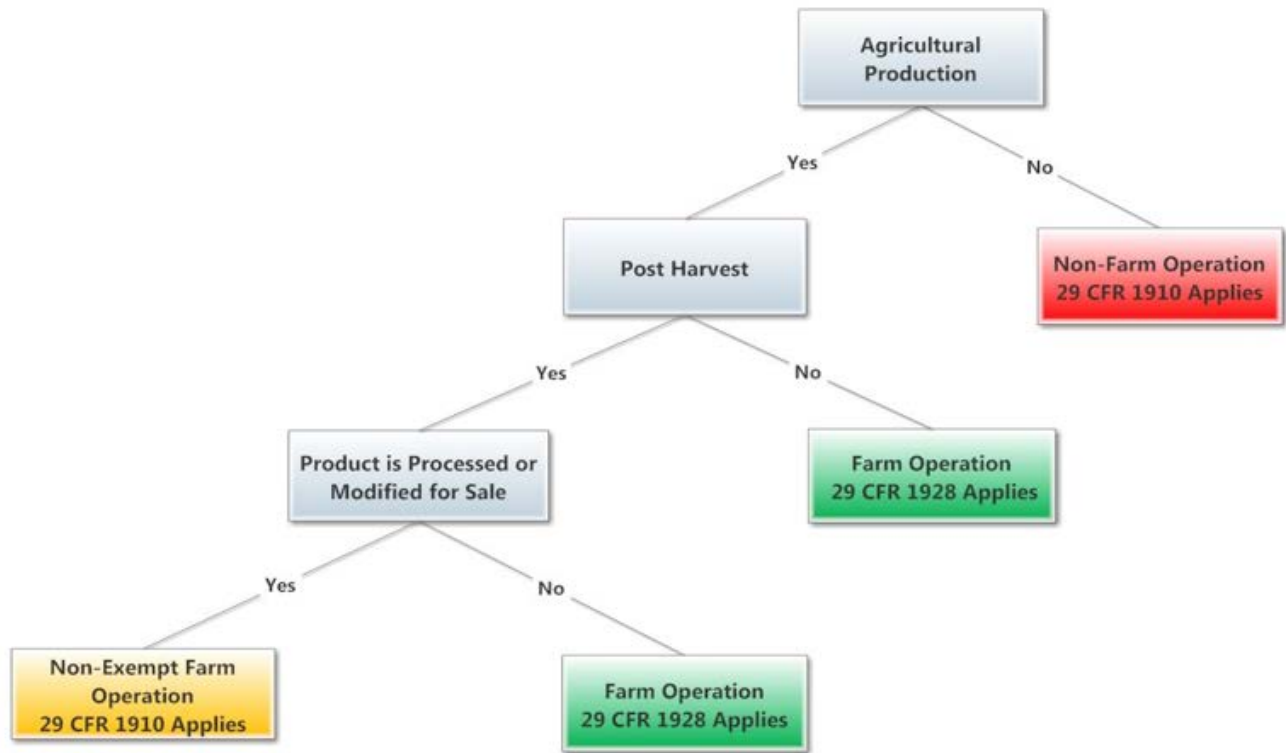 Agricultural
Production
Yes
No
Post Harvest
Non-Farm Operation
29 CFR 1910 Applies
Yes
No
Product is Processed or
Modified for Sale
Farm Operation
29 CFR 1928 Applies
Yes
No
Non-Exempt Farm
Operation
29 CFR 1910 Applies
Farm Operation
29 CFR 1928 Applies